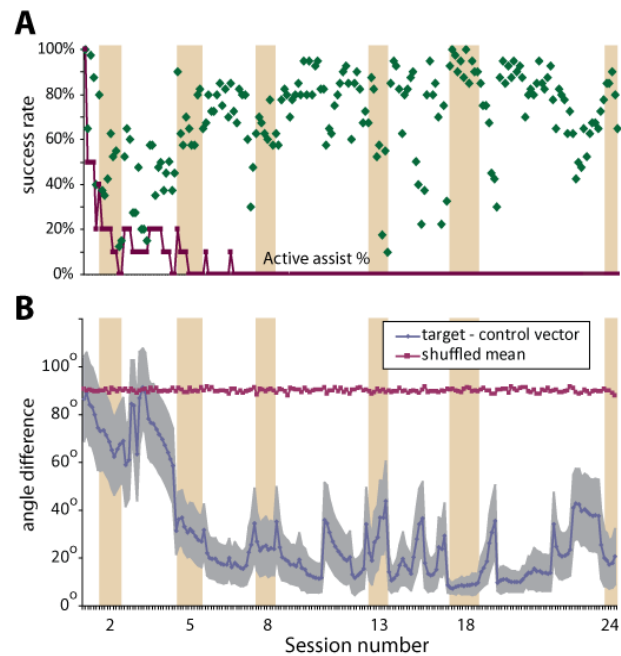 A
100%
80%
60%
40%
20%
0%
success rate
Active assist %
B
100°
80°
60°
40°
20°
0°
angle difference
target - control vector
shuffled mean
2 5 8 13 18 24
Session number